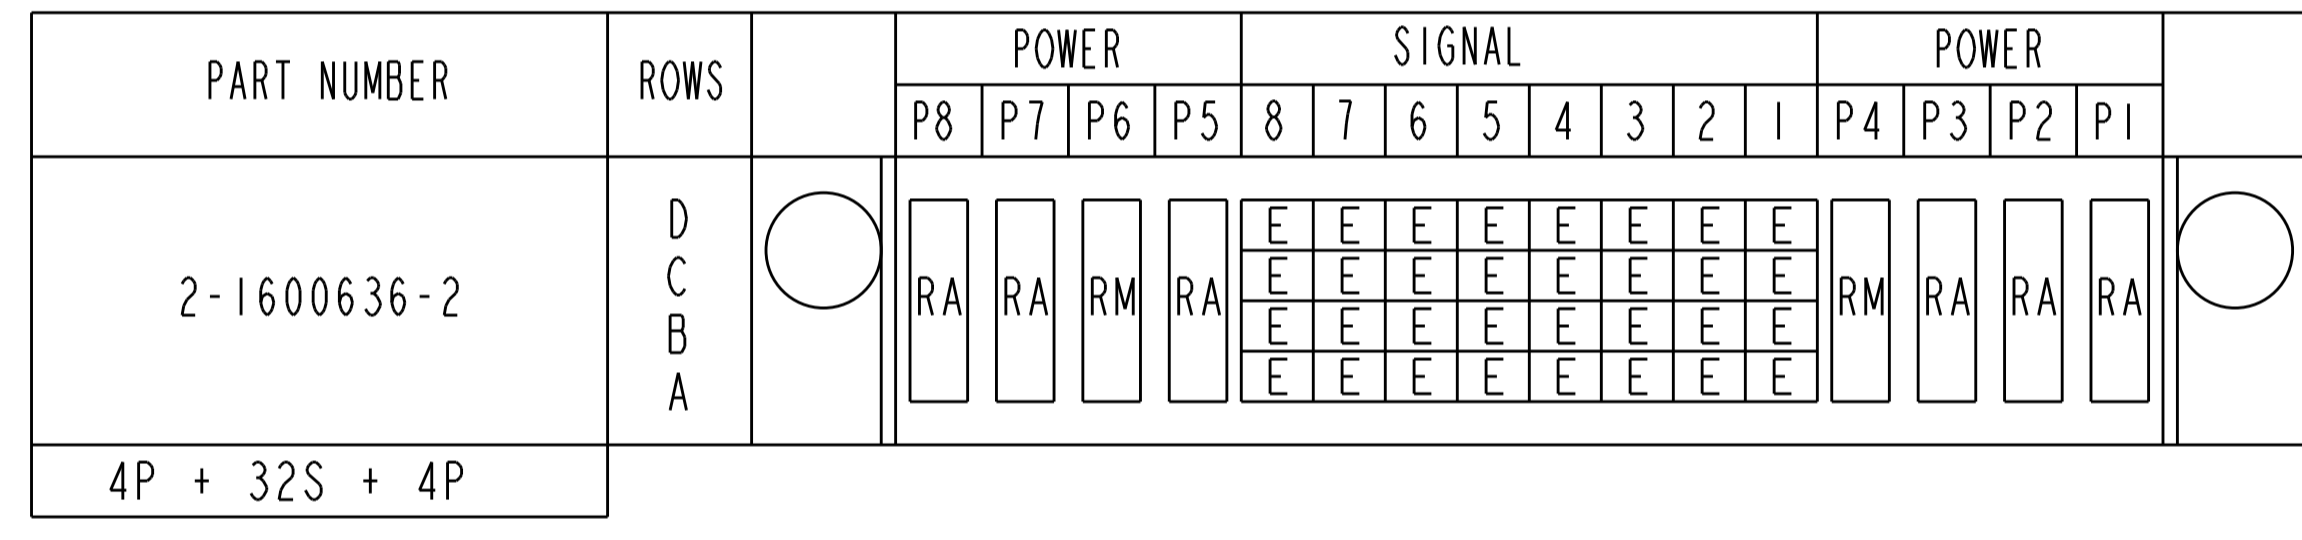 PART NUMBER ROWS POWER SIGNAL POWER
P8 P7 P6 P5 8 7 6 5 4 3 2 1 P4 P3 P2 P1
D E E E E E E E E
C E E E E E E E E
2-1600636-2 RA RA RM RA RM RA RA RA
B E E E E E E E E
A E E E E E E E E
4P + 32S + 4P